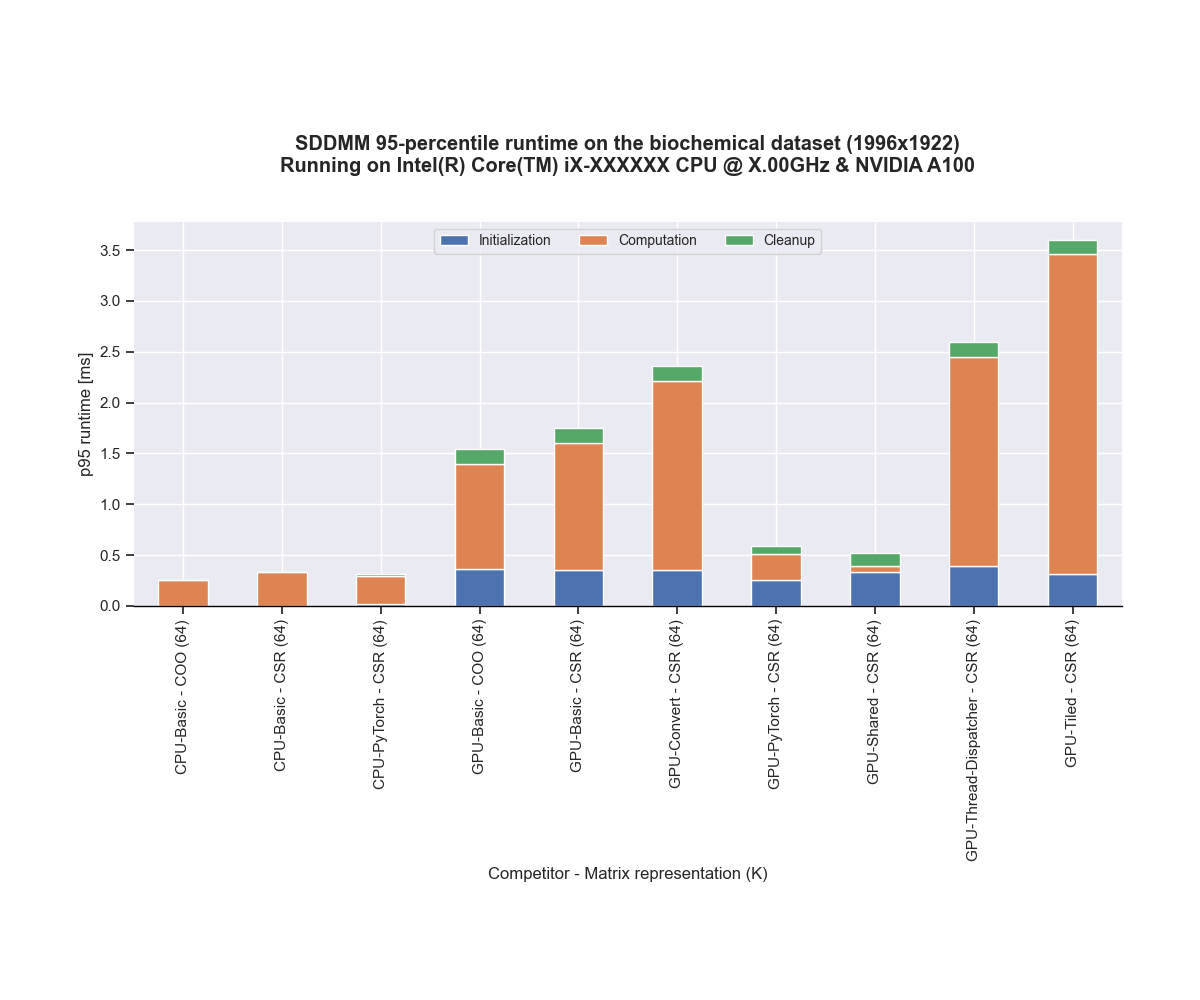 SDDMM 95-percentile runtime on the biochemical dataset (1996x1922)
Running on Intel(R) Core(TM) iX-XXXXXX CPU @ X.00GHz & NVIDIA A100
Initialization
Computation
Cleanup
p95 runtime [ms]
3.5
3.0
2.5
2.0
1.5
1.0
0.5
0.0
CPU-Basic - COO (64)
CPU-Basic - CSR (64)
CPU-PyTorch - CSR (64)
GPU-Basic - COO (64)
GPU-Basic - CSR (64)
GPU-Convert - CSR (64)
GPU-PyTorch - CSR (64)
GPU-Shared - CSR (64)
GPU-Thread-Dispatcher - CSR (64)
GPU-Tiled - CSR (64)
Competitor - Matrix representation (K)